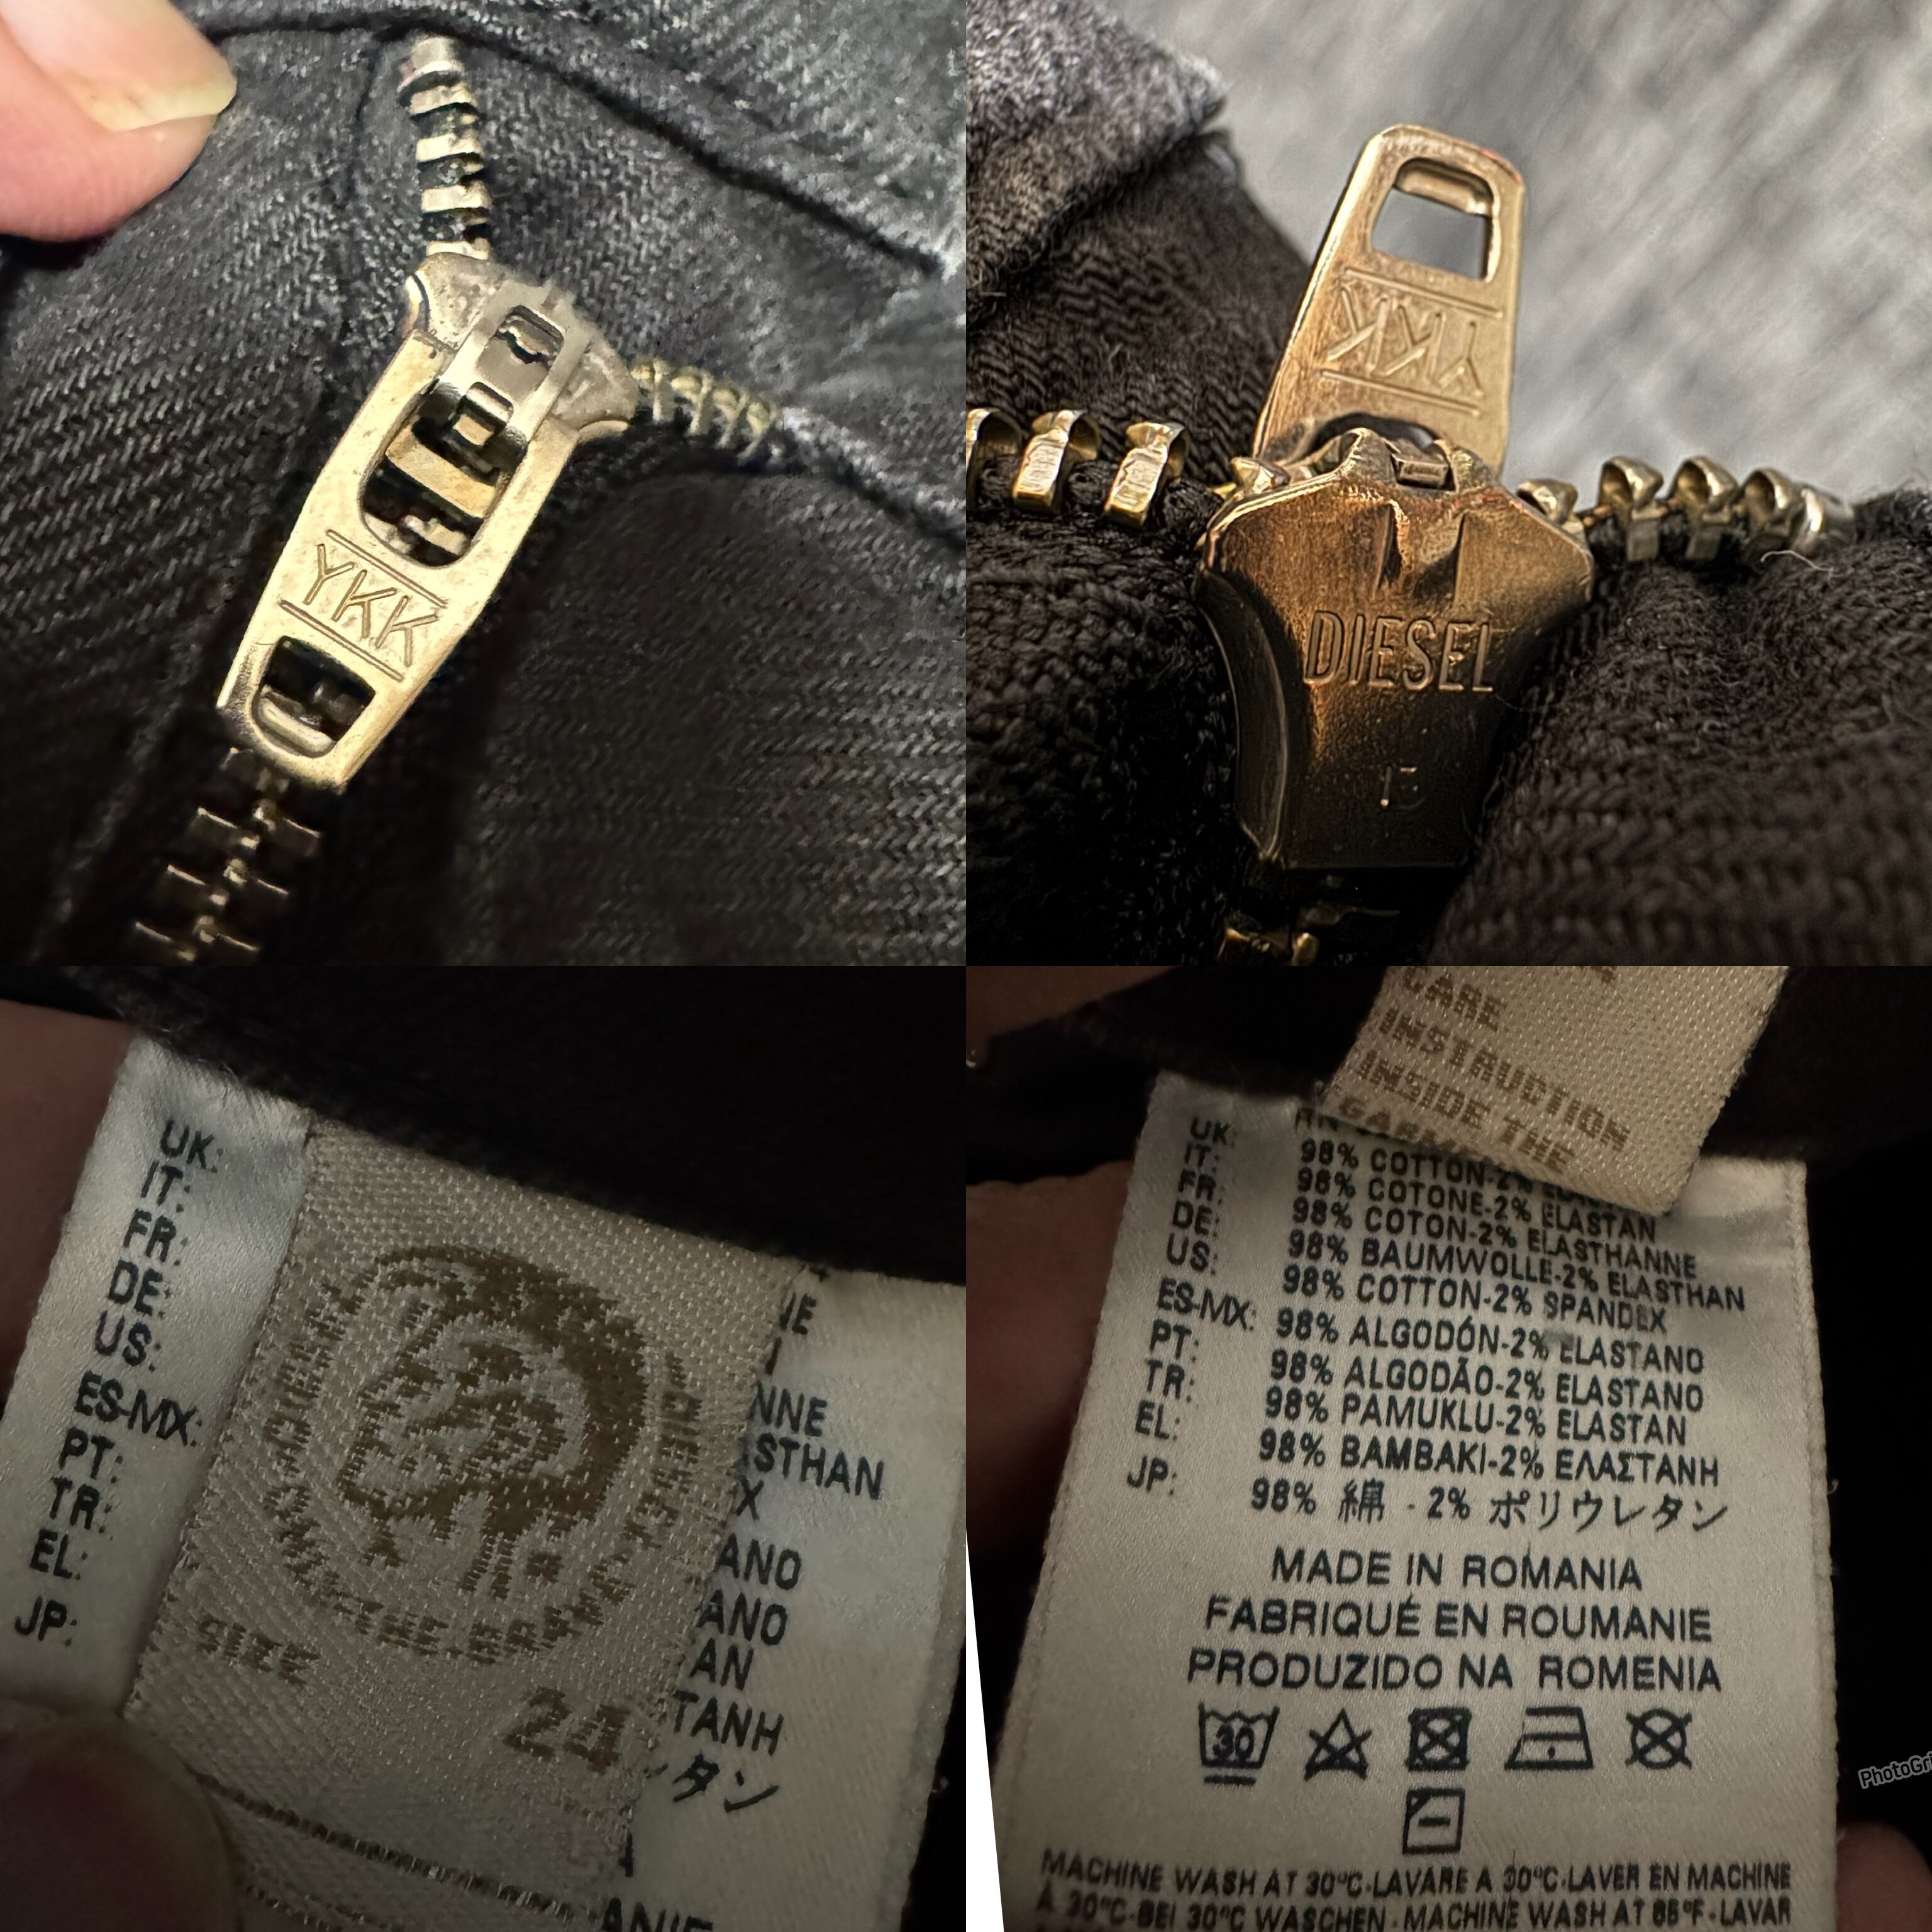 YKK
YKK
DIESEL
UK:
IT:
FR:
DE:
US:
ES-MX:
PT:
TR:
EL:
JP:
NE
NNE
STHAN
X
ANO
ANO
AN
TANH
タン
SIZE
24
CARE
INSTRUCTION
INSIDE THE
GARMENT
UK: 98% COTTON-2%
IT: 98% COTONE-2% ELASTAN
FR: 98% COTON-2% ELASTHANNE
DE: 98% BAUMWOLLE-2% ELASTHAN
US: 98% COTTON-2% SPANDEX
ES-MX: 98% ALGODÓN-2% ELASTANO
PT: 98% ALGODÃO-2% ELASTANO
TR: 98% PAMUKLU-2% ELASTAN
EL: 98% BAMBAKI-2% ΕΛΑΣΤΑΝΗ
JP: 98% 綿 - 2% ポリウレタン
MADE IN ROMANIA
FABRIQUÉ EN ROUMANIE
PRODUZIDO NA ROMENIA
30
MACHINE WASH AT 30°C-LAVARE A 30°C-LAVER EN MACHINE
À 30°C-BEI 30°C WASCHEN-MACHINE WASH AT 86°F-LAVAR